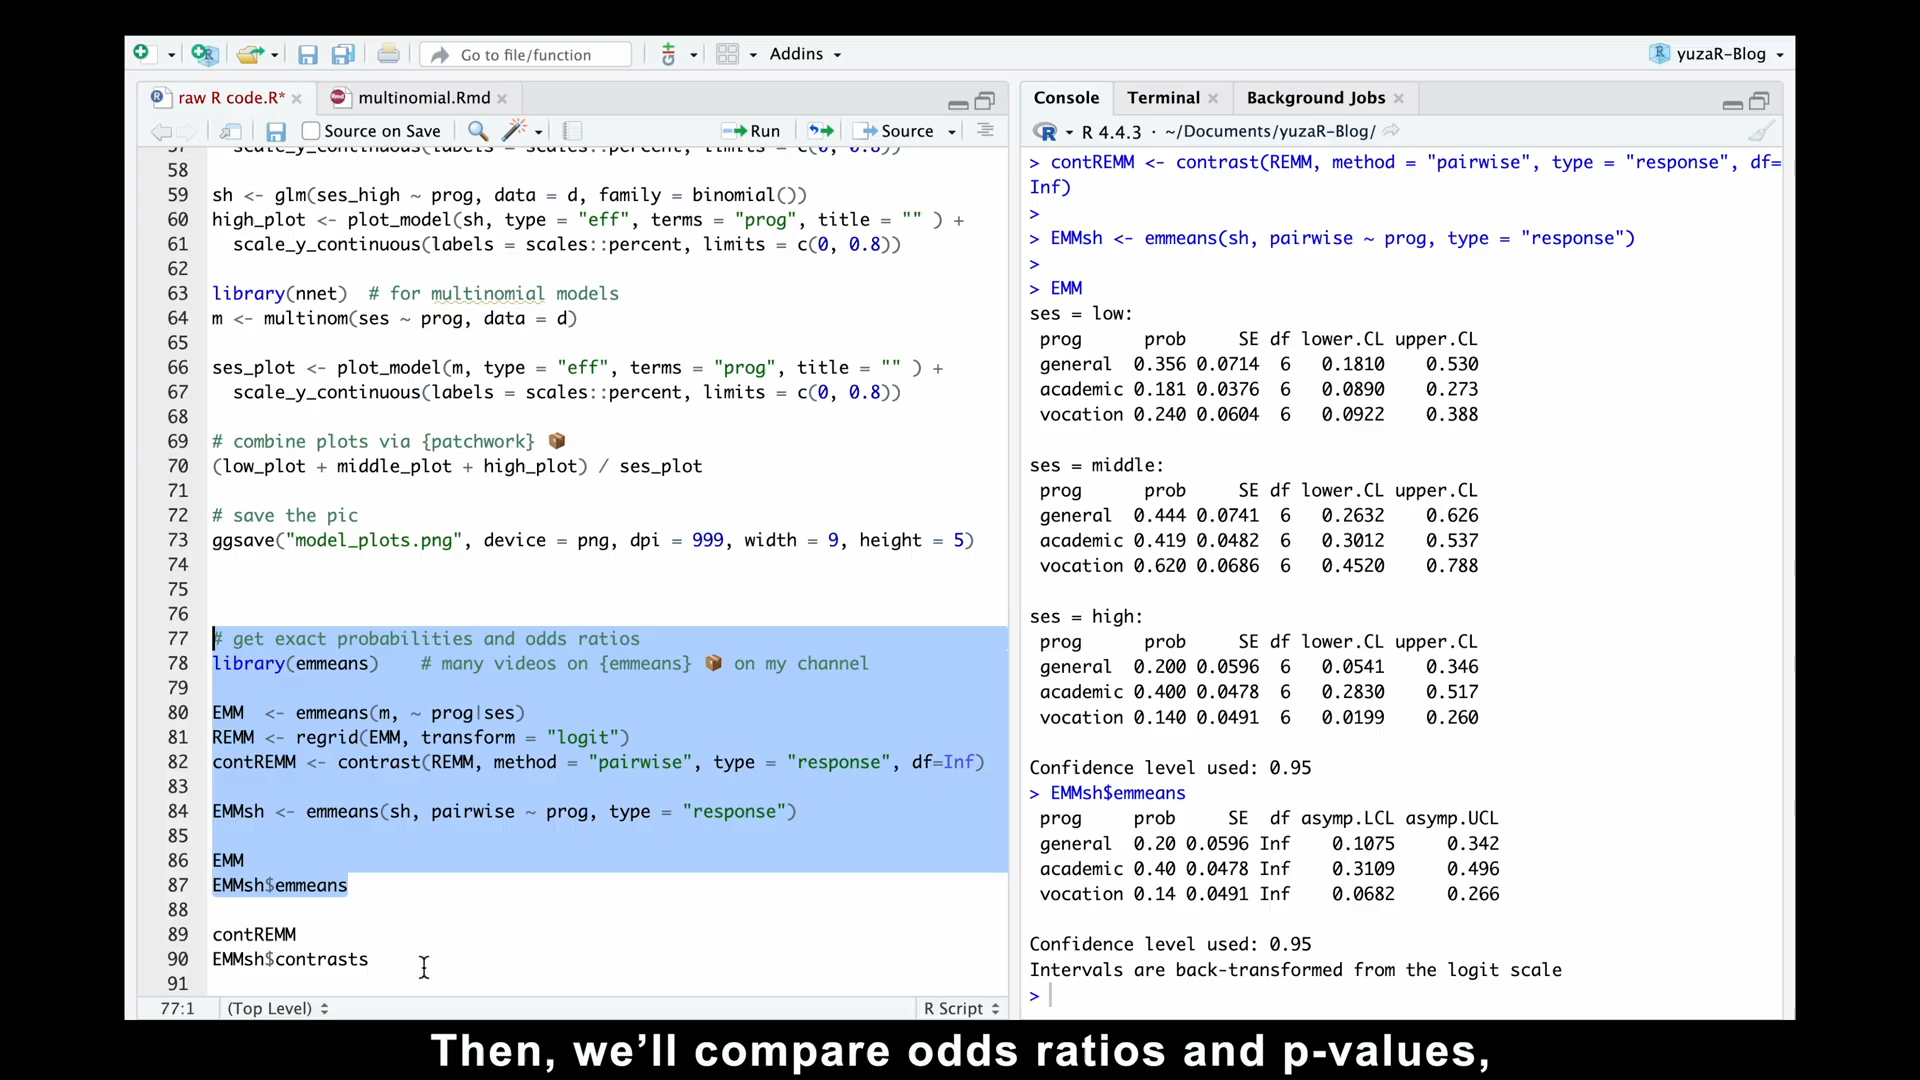 Go to file/function
Addins
yuzaR-Blog
raw R code.R*
multinomial.Rmd
Source on Save
Run
Source
57 scale_y_continuous(labels = scales::percent, limits = c(0, 0.8))
58
59 sh <- glm(ses_high ~ prog, data = d, family = binomial())
60 high_plot <- plot_model(sh, type = "eff", terms = "prog", title = "" ) +
61 scale_y_continuous(labels = scales::percent, limits = c(0, 0.8))
62
63 library(nnet) # for multinomial models
64 m <- multinom(ses ~ prog, data = d)
65
66 ses_plot <- plot_model(m, type = "eff", terms = "prog", title = "" ) +
67 scale_y_continuous(labels = scales::percent, limits = c(0, 0.8))
68
69 # combine plots via {patchwork} 📦
70 (low_plot + middle_plot + high_plot) / ses_plot
71
72 # save the pic
73 ggsave("model_plots.png", device = png, dpi = 999, width = 9, height = 5)
74
75
76
77 # get exact probabilities and odds ratios
78 library(emmeans) # many videos on {emmeans} 📦 on my channel
79
80 EMM <- emmeans(m, ~ prog|ses)
81 REMM <- regrid(EMM, transform = "logit")
82 contREMM <- contrast(REMM, method = "pairwise", type = "response", df=Inf)
83
84 EMMsh <- emmeans(sh, pairwise ~ prog, type = "response")
85
86 EMM
87 EMMsh$emmeans
88
89 contREMM
90 EMMsh$contrasts
91
77:1 (Top Level) R Script
Console Terminal Background Jobs
R 4.4.3 · ~/Documents/yuzaR-Blog/
> contREMM <- contrast(REMM, method = "pairwise", type = "response", df=
Inf)
>
> EMMsh <- emmeans(sh, pairwise ~ prog, type = "response")
>
> EMM
ses = low:
prog prob SE df lower.CL upper.CL
general 0.356 0.0714 6 0.1810 0.530
academic 0.181 0.0376 6 0.0890 0.273
vocation 0.240 0.0604 6 0.0922 0.388
ses = middle:
prog prob SE df lower.CL upper.CL
general 0.444 0.0741 6 0.2632 0.626
academic 0.419 0.0482 6 0.3012 0.537
vocation 0.620 0.0686 6 0.4520 0.788
ses = high:
prog prob SE df lower.CL upper.CL
general 0.200 0.0596 6 0.0541 0.346
academic 0.400 0.0478 6 0.2830 0.517
vocation 0.140 0.0491 6 0.0199 0.260
Confidence level used: 0.95
> EMMsh$emmeans
prog prob SE df asymp.LCL asymp.UCL
general 0.20 0.0596 Inf 0.1075 0.342
academic 0.40 0.0478 Inf 0.3109 0.496
vocation 0.14 0.0491 Inf 0.0682 0.266
Confidence level used: 0.95
Intervals are back-transformed from the logit scale
>
Then, we’ll compare odds ratios and p-values,